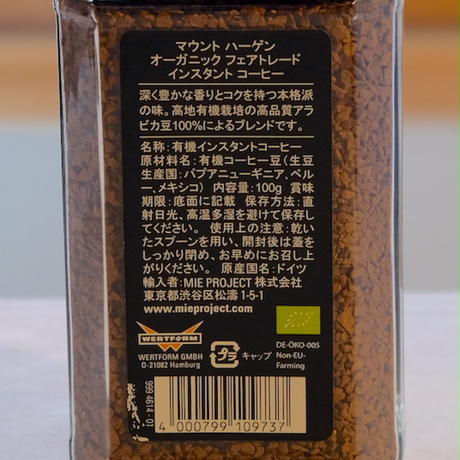 マウント ハーゲン
オーガニック フェアトレード
インスタント コーヒー
深く豊かな香りとコクを持つ本格派
の味。高地有機栽培の高品質アラ
ビカ豆100%によるブレンドです。
名称：有機インスタントコーヒー
原材料名：有機コーヒー豆（生豆
生産国：パプアニューギニア、ペル
ー、メキシコ） 内容量：100g 賞味
期限：底面に記載 保存方法：直
射日光、高温多湿を避けて保存し
てください。 使用上の注意：乾い
たスプーンを用い、開封後は蓋を
しっかり閉め、お早めにお召し上
がりください。 原産国名：ドイツ
輸入者：MIE PROJECT 株式会社
東京都渋谷区松濤 1-5-1
www.mieproject.com
WERTFORM
WERTFORM GMBH
D-21082 Hamburg
プラ キャップ
DE-ÖKO-005
Non-EU-
Farming
999 4614-01
4 000799 109737